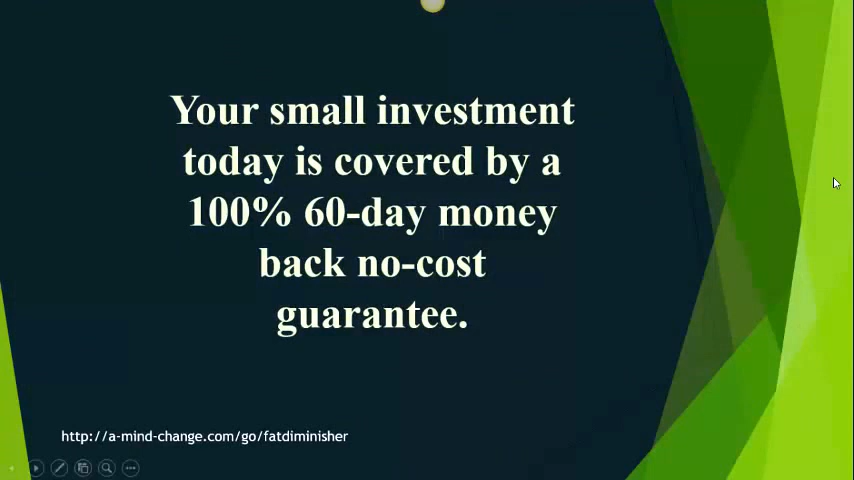 Your small investment
today is covered by a
100% 60-day money
back no-cost
guarantee.
http://a-mind-change.com/go/fatdiminisher